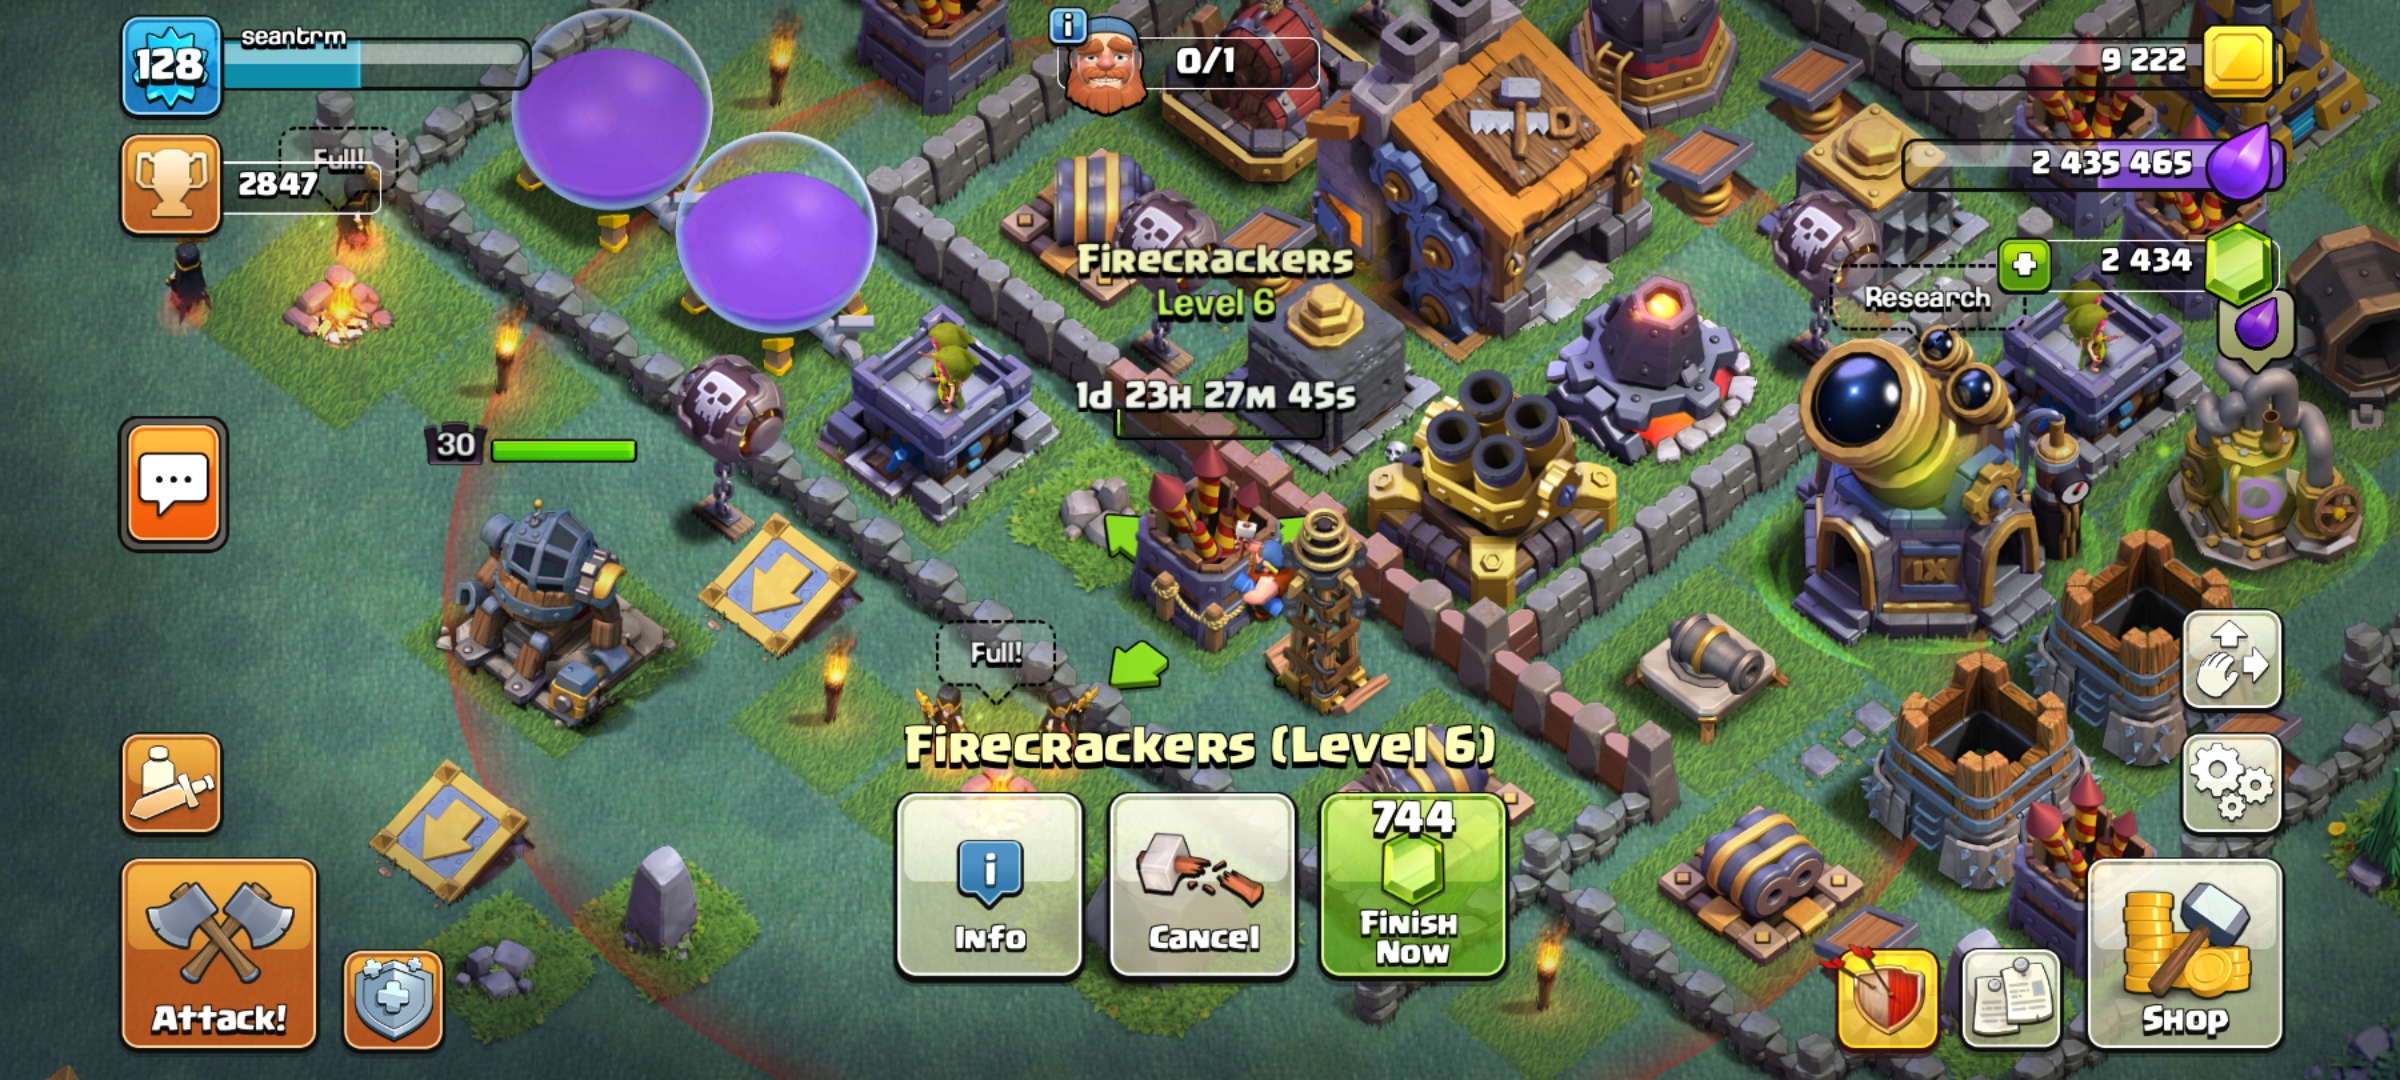 128
seantrm
0/1
9 222
Full!
2847
2 435 465
Firecrackers
Level 6
2 434
Research
1d 23h 27m 45s
30
IX
Full!
Firecrackers (Level 6)
744
Info
Cancel
Finish
Now
Attack!
Shop